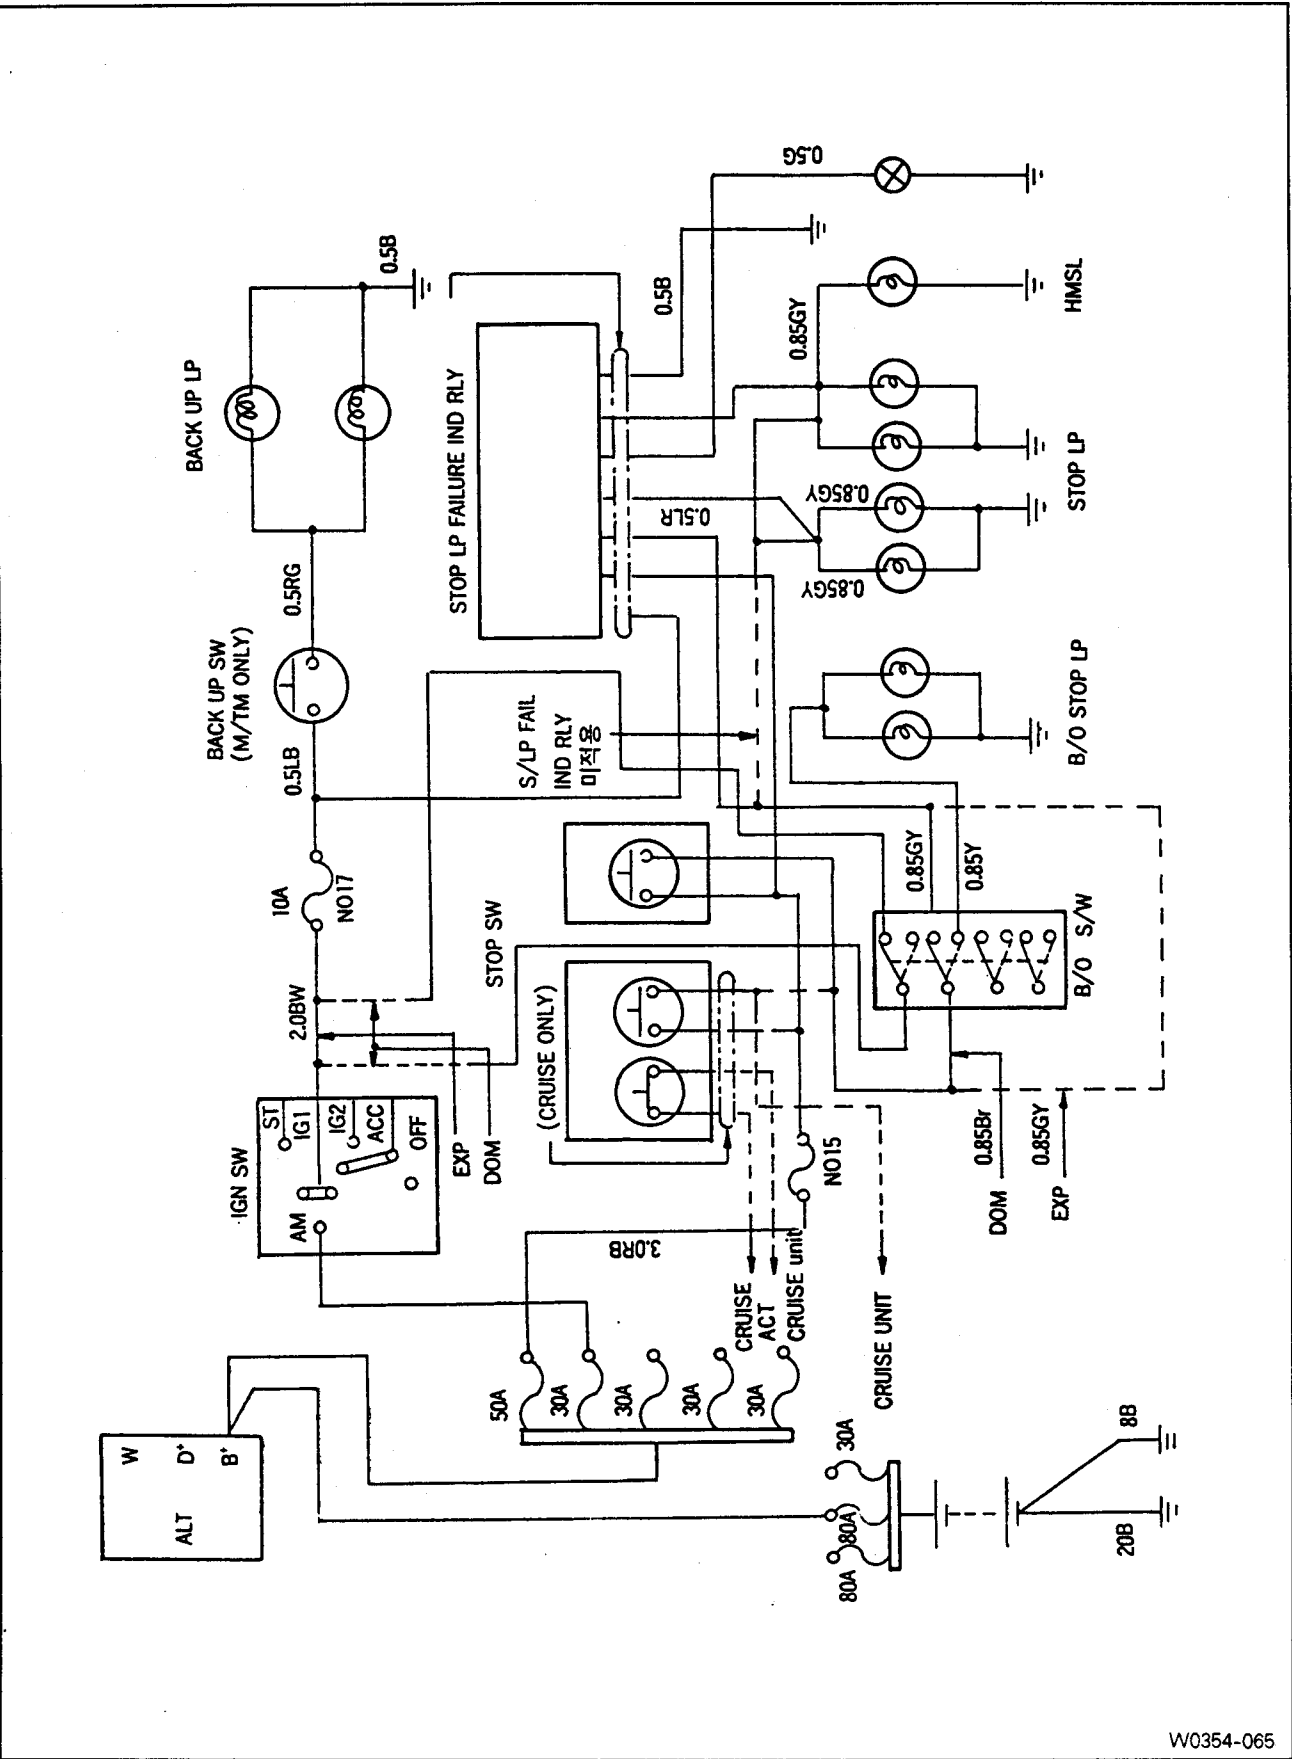 BACK UP LP
0.5B
0.5RG
BACK UP SW
(M/TM ONLY)
0.5LB
10A
NO17
2.0BW
IGN SW
ST
IG1
IG2
ACC
OFF
AM
EXP
DOM
ALT
W
D+
B+
STOP LP FAILURE IND RLY
S/LP FAIL
IND RLY
미적용
STOP SW
(CRUISE ONLY)
3.0RB
NO15
50A
30A
30A
30A
30A
CRUISE
ACT
CRUISE unit
CRUISE UNIT
30A
80A
80A
8B
20B
0.5G
0.5B
0.85GY
HMSL
0.5LR
0.85GY
0.85GY
STOP LP
B/O STOP LP
0.85GY
0.85Y
B/O S/W
0.85Br
DOM
0.85GY
EXP
W0354-065